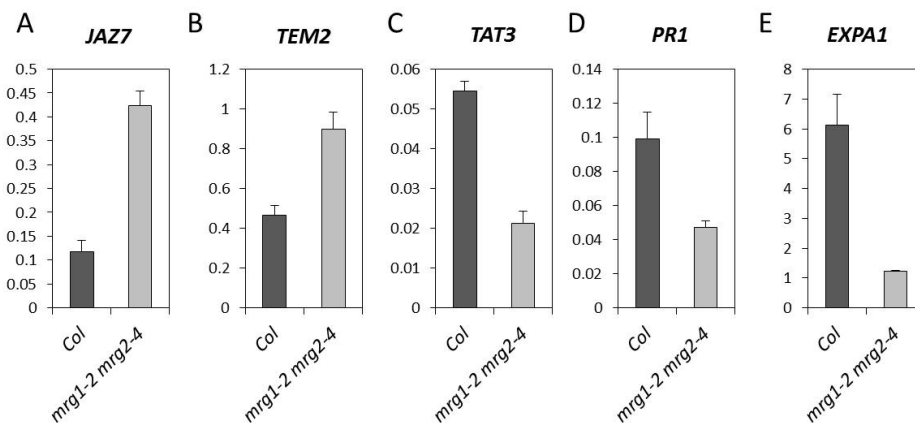 A
JAZ7
0.5
0.45
0.4
0.35
0.3
0.25
0.2
0.15
0.1
0.05
0
Col
mrg1-2 mrg2-4
B
TEM2
1.2
1
0.8
0.6
0.4
0.2
0
Col
mrg1-2 mrg2-4
C
TAT3
0.06
0.05
0.04
0.03
0.02
0.01
0
Col
mrg1-2 mrg2-4
D
PR1
0.14
0.12
0.1
0.08
0.06
0.04
0.02
0
Col
mrg1-2 mrg2-4
E
EXPA1
8
7
6
5
4
3
2
1
0
Col
mrg1-2 mrg2-4